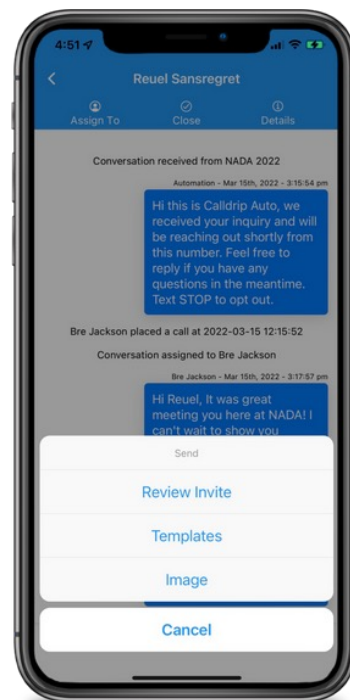 4:51
Reuel Sansregret
Assign To Close Details
Conversation received from NADA 2022
Automation - Mar 15th, 2022 - 3:15:54 pm
Hi this is Calldrip Auto, we
received your inquiry and will
be reaching out shortly from
this number. Feel free to
reply if you have any
questions in the meantime.
Text STOP to opt out.
Bre Jackson placed a call at 2022-03-15 12:15:52
Conversation assigned to Bre Jackson
Bre Jackson - Mar 15th, 2022 - 3:17:57 pm
Hi Reuel, It was great
meeting you here at NADA! I
can't wait to show you
Send
Review Invite
Templates
Image
Cancel